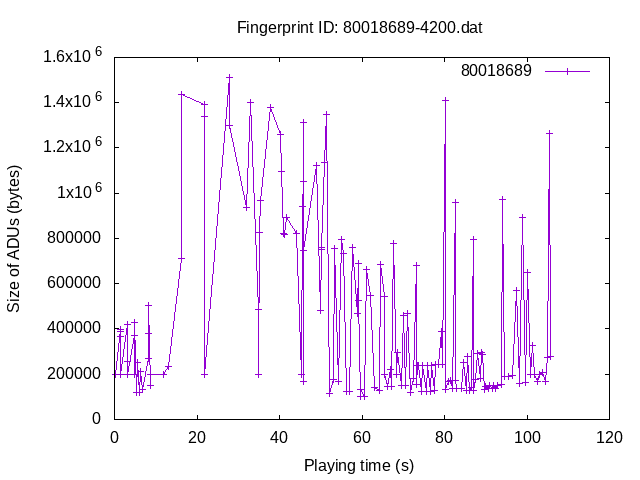 Fingerprint ID: 80018689-4200.dat
80018689
Size of ADUs (bytes)
1.6x10^6
1.4x10^6
1.2x10^6
1x10^6
800000
600000
400000
200000
0
0 20 40 60 80 100 120
Playing time (s)